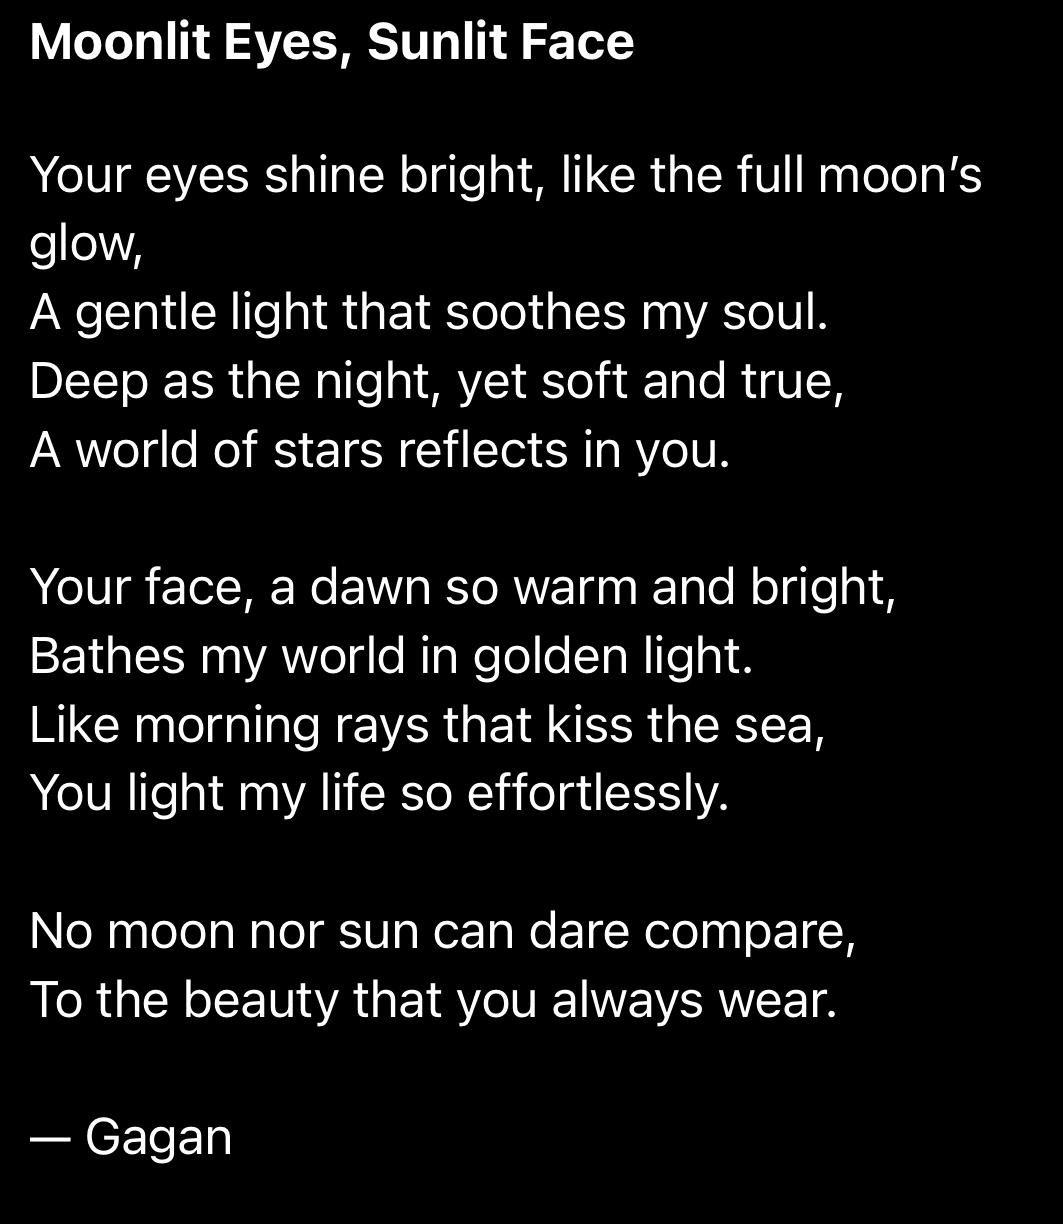 Moonlit Eyes, Sunlit Face
Your eyes shine bright, like the full moon’s
glow,
A gentle light that soothes my soul.
Deep as the night, yet soft and true,
A world of stars reflects in you.
Your face, a dawn so warm and bright,
Bathes my world in golden light.
Like morning rays that kiss the sea,
You light my life so effortlessly.
No moon nor sun can dare compare,
To the beauty that you always wear.
— Gagan